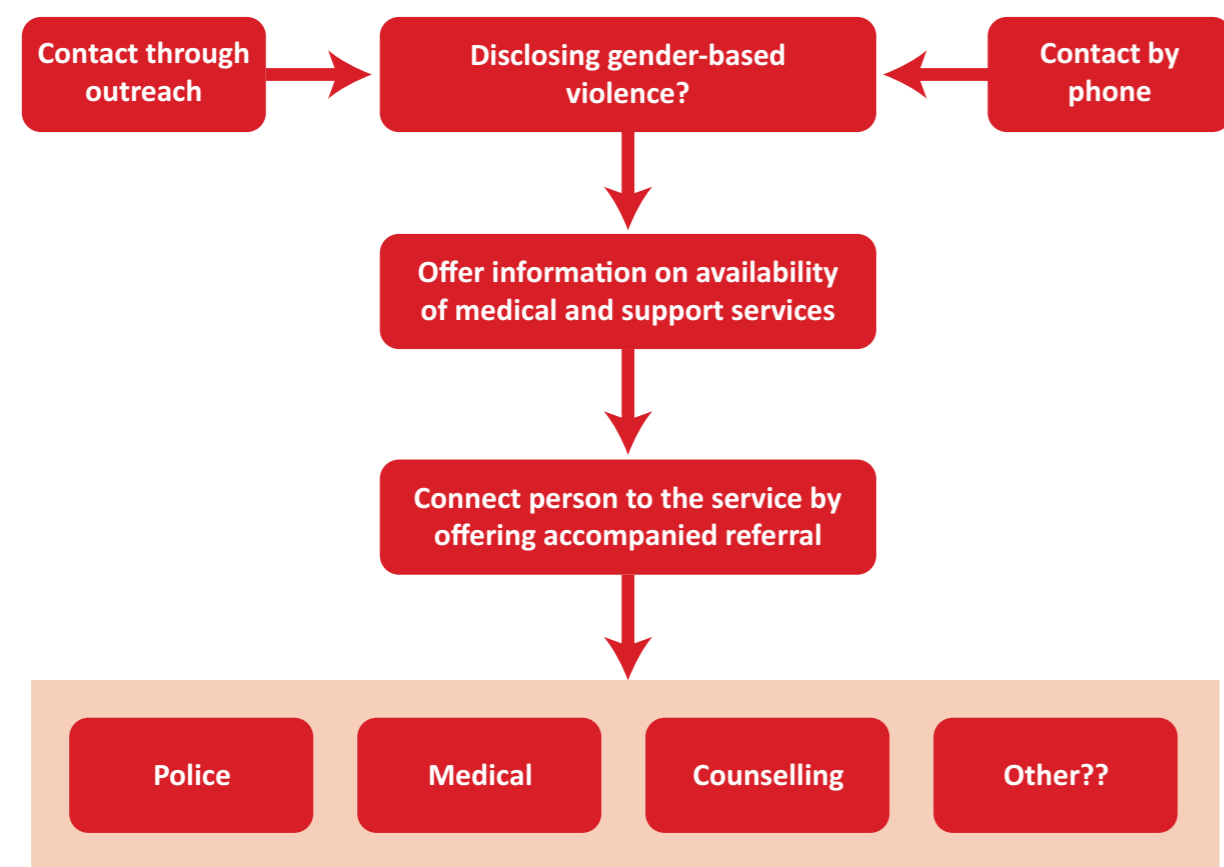 Contact through
outreach
Disclosing gender-based
violence?
Contact by
phone
Offer information on availability
of medical and support services
Connect person to the service by
offering accompanied referral
Police
Medical
Counselling
Other??